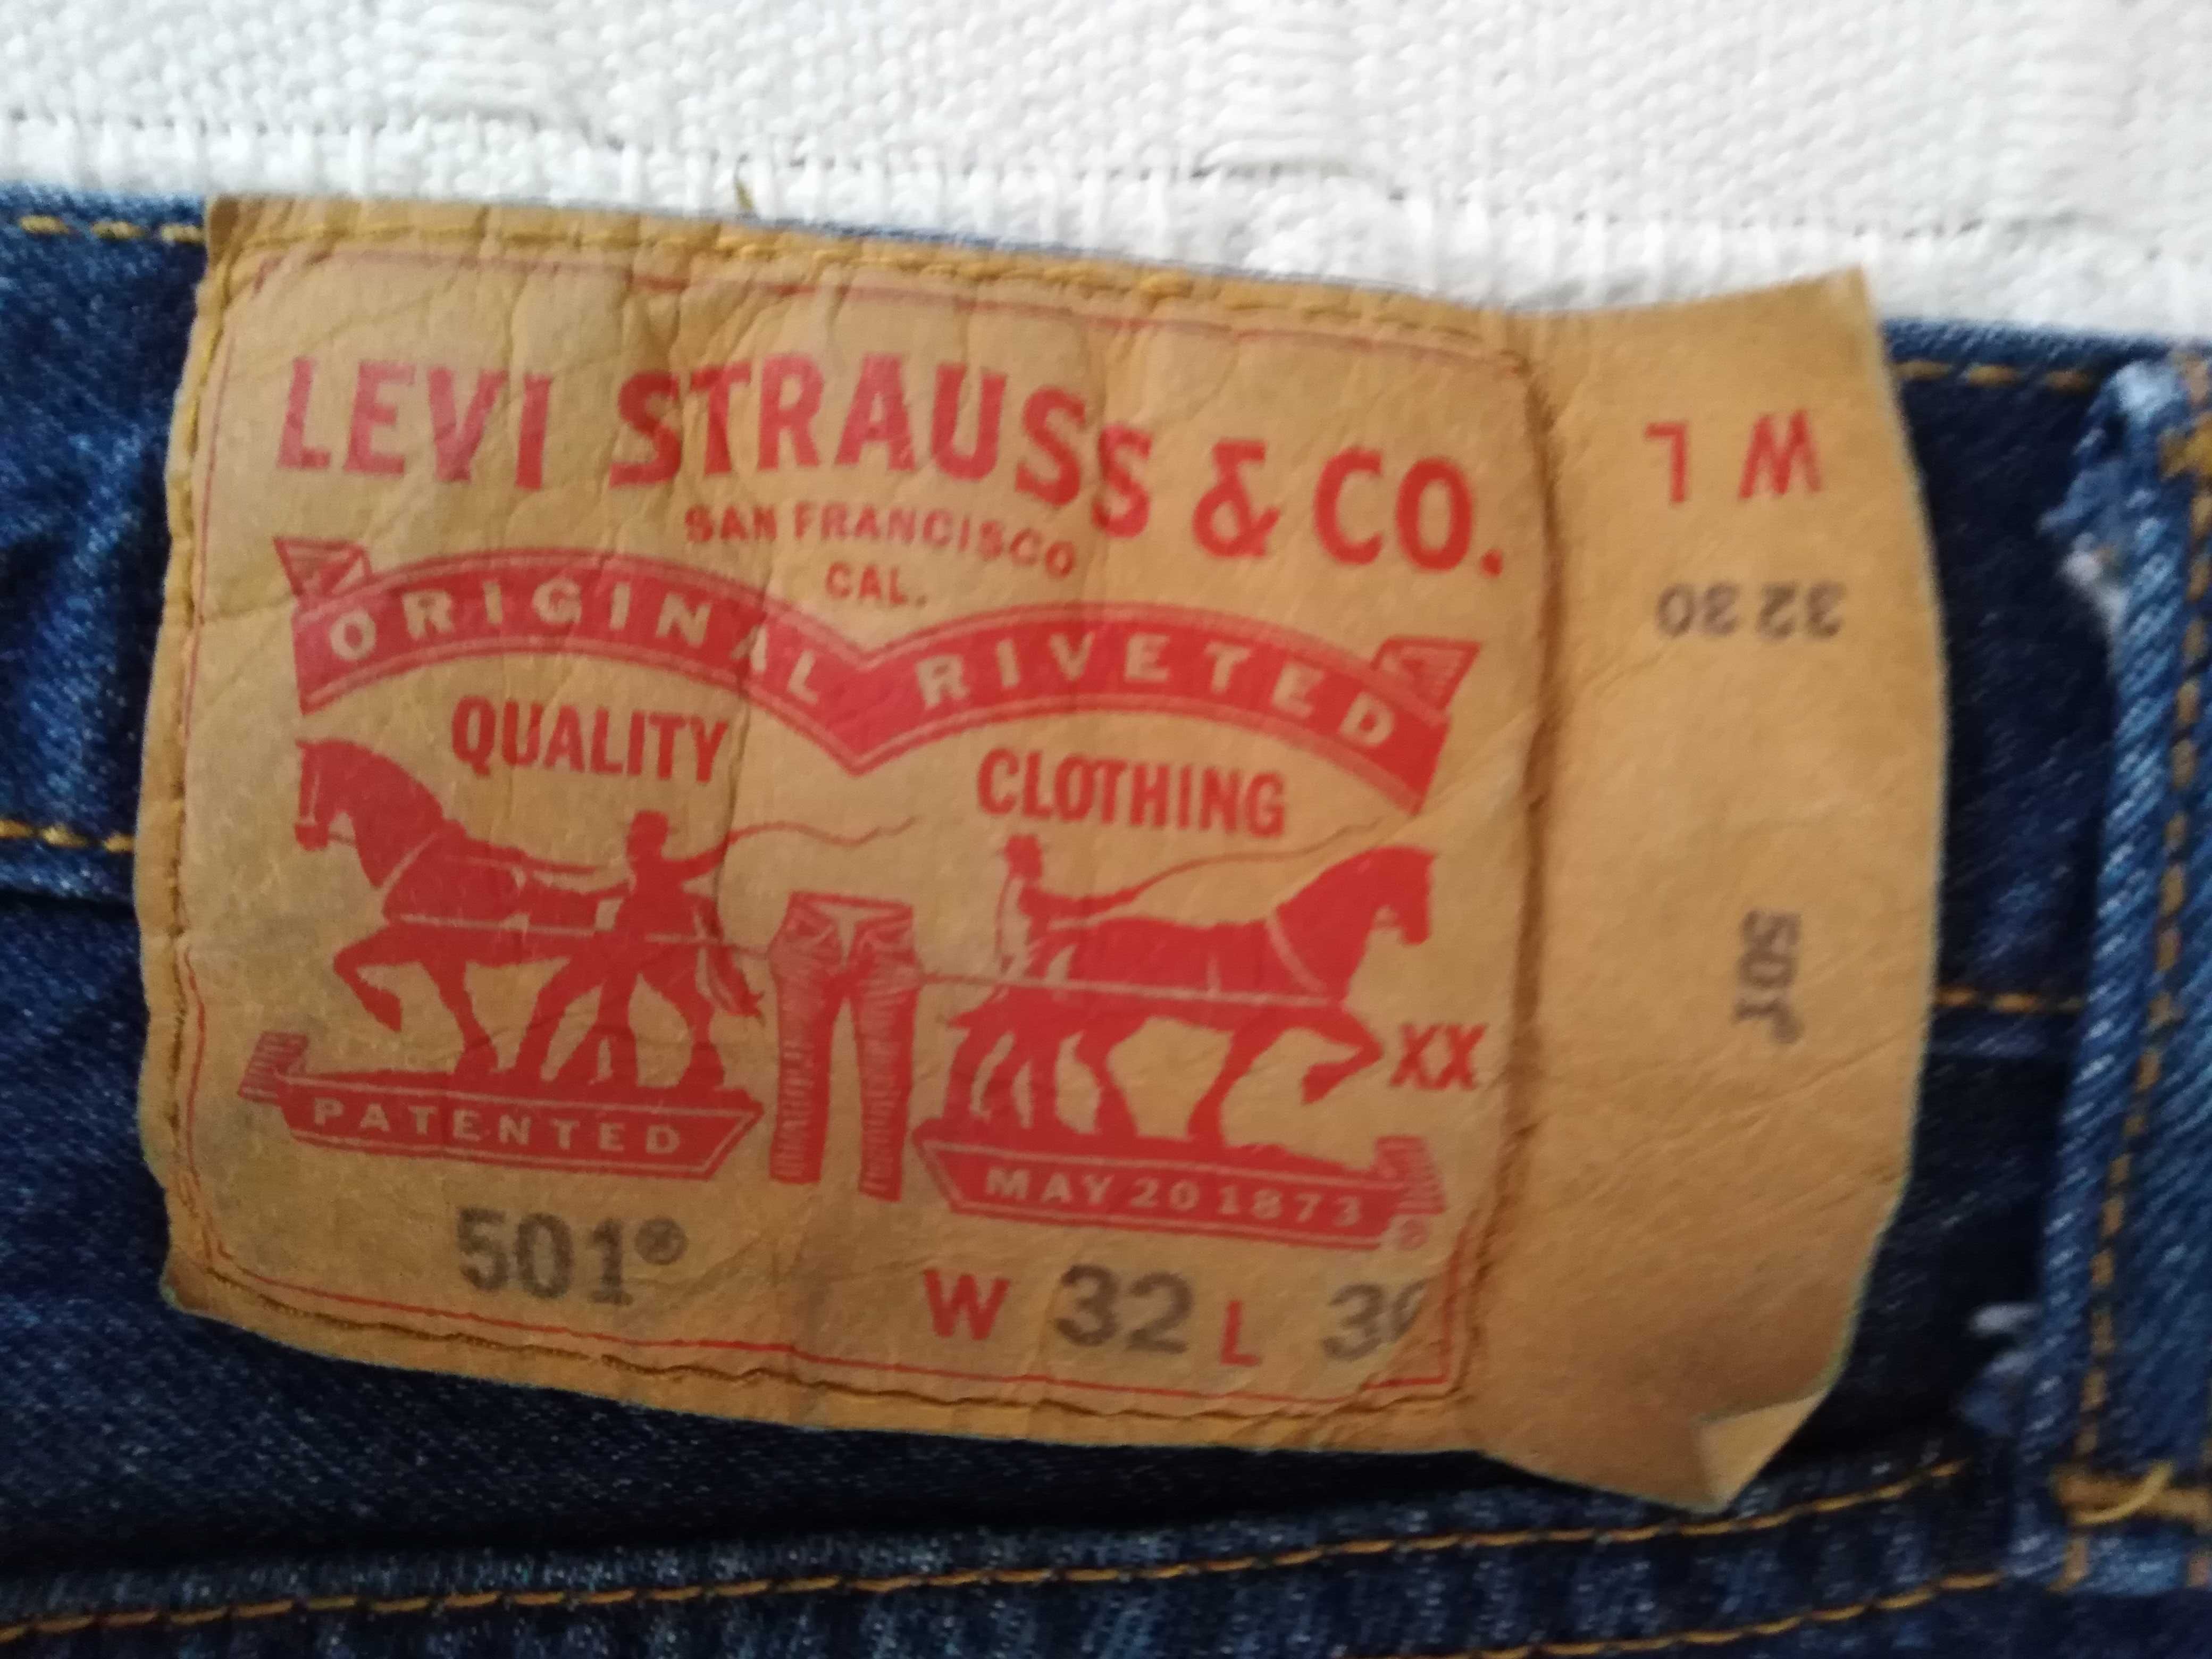 LEVI STRAUSS & CO.
SAN FRANCISCO
CAL.
ORIGINAL RIVETED
QUALITY CLOTHING
XX
PATENTED
MAY 20 1873
®
501®
W 32 L 30
W L
32 30
501®